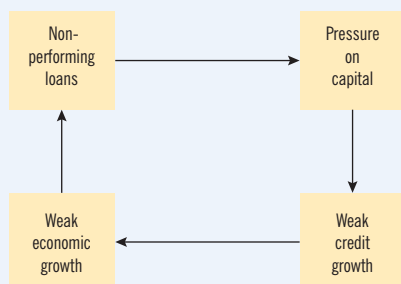 Non-
performing
loans
Pressure
on
capital
Weak
economic
growth
Weak
credit
growth